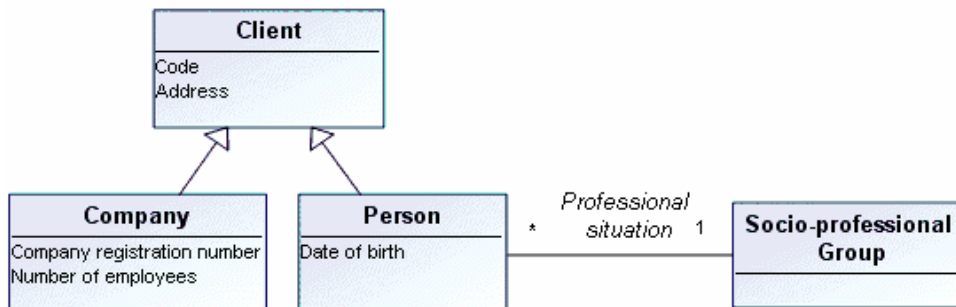 Client
Code
Address
Company
Company registration number
Number of employees
Person
Date of birth
*
Professional
situation
1
Socio-professional
Group